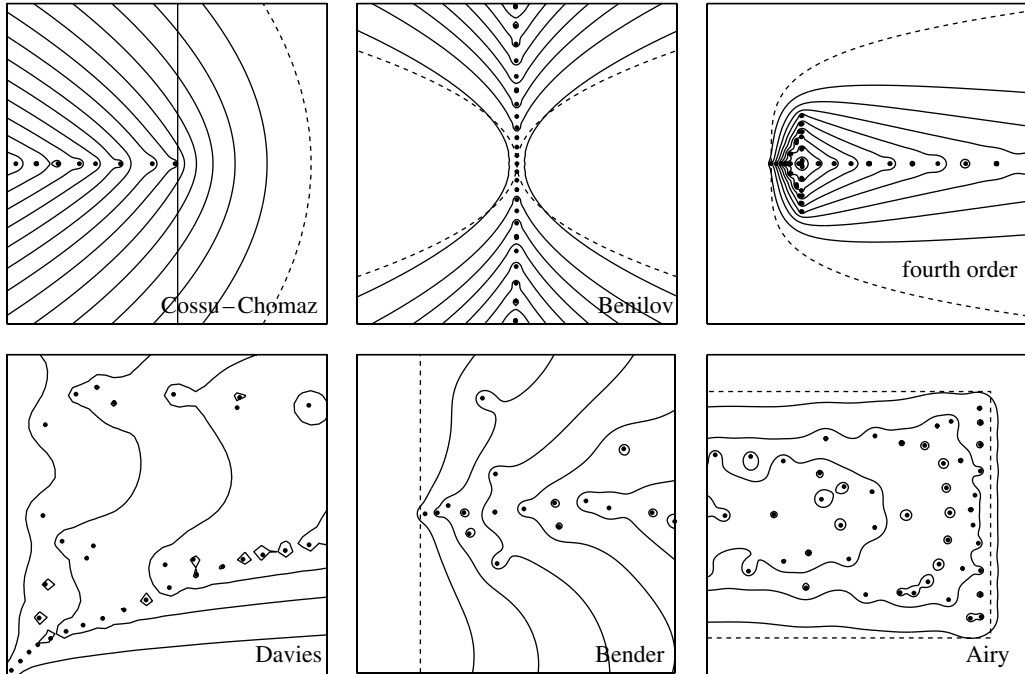 Cossu–Chomaz
Benilov
fourth order
Davies
Bender
Airy